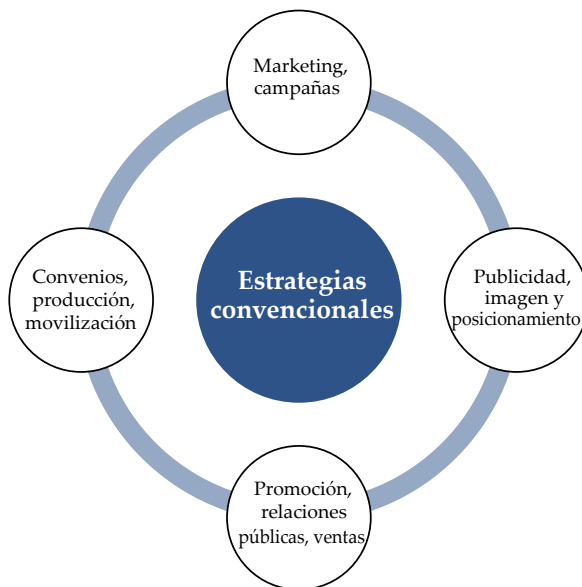 Marketing,
campañas
Publicidad,
imagen y
posicionamiento
Promoción,
relaciones
públicas, ventas
Convenios,
producción,
movilización
Estrategias
convencionales